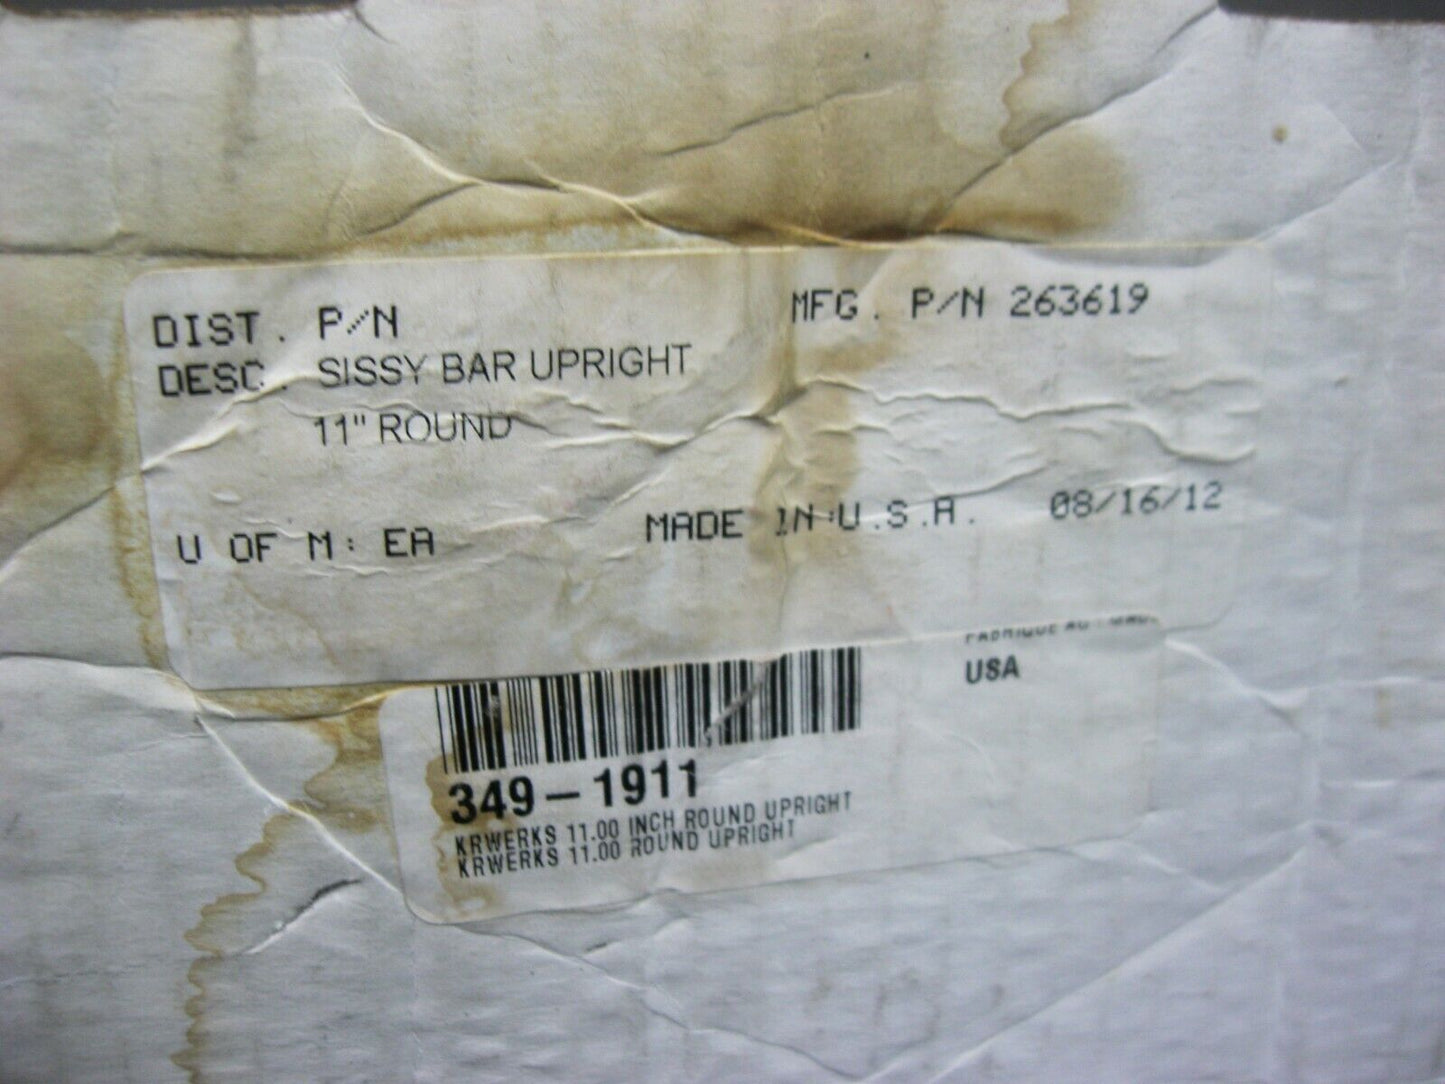 DIST. P/N
MFG. P/N 263619
DESC. SISSY BAR UPRIGHT
11" ROUND
U OF M: EA
MADE IN U.S.A. 08/16/12
USA
349-1911
KRWERKS 11.00 INCH ROUND UPRIGHT
KRWERKS 11.00 ROUND UPRIGHT